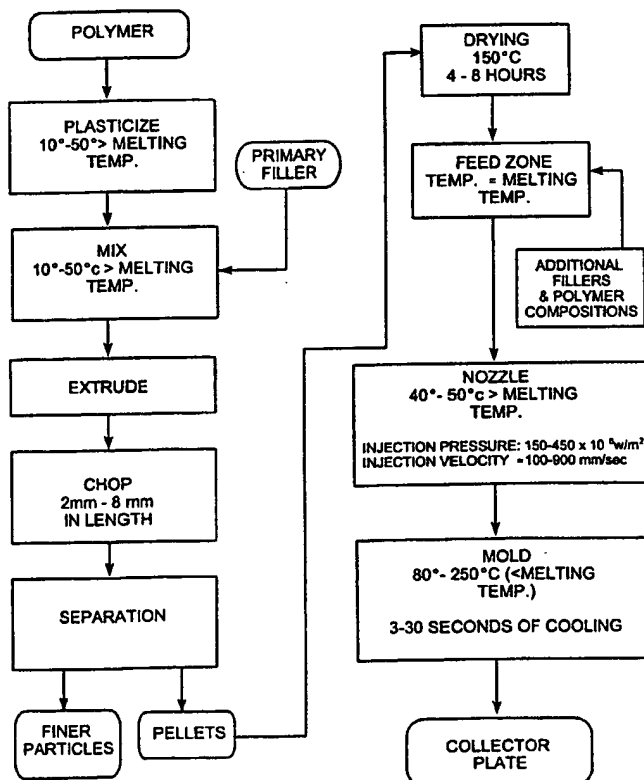 POLYMER
PLASTICIZE
10°-50°> MELTING
TEMP.
PRIMARY
FILLER
MIX
10°-50°c > MELTING
TEMP.
EXTRUDE
CHOP
2mm - 8 mm
IN LENGTH
SEPARATION
FINER
PARTICLES
PELLETS
DRYING
150°C
4 - 8 HOURS
FEED ZONE
TEMP. = MELTING
TEMP.
ADDITIONAL
FILLERS
& POLYMER
COMPOSITIONS
NOZZLE
40°- 50°c > MELTING
TEMP.
INJECTION PRESSURE: 150-450 x 10 w/m²
INJECTION VELOCITY = 100-900 mm/sec
MOLD
80°- 250°C (<MELTING
TEMP.)
3-30 SECONDS OF COOLING
COLLECTOR
PLATE